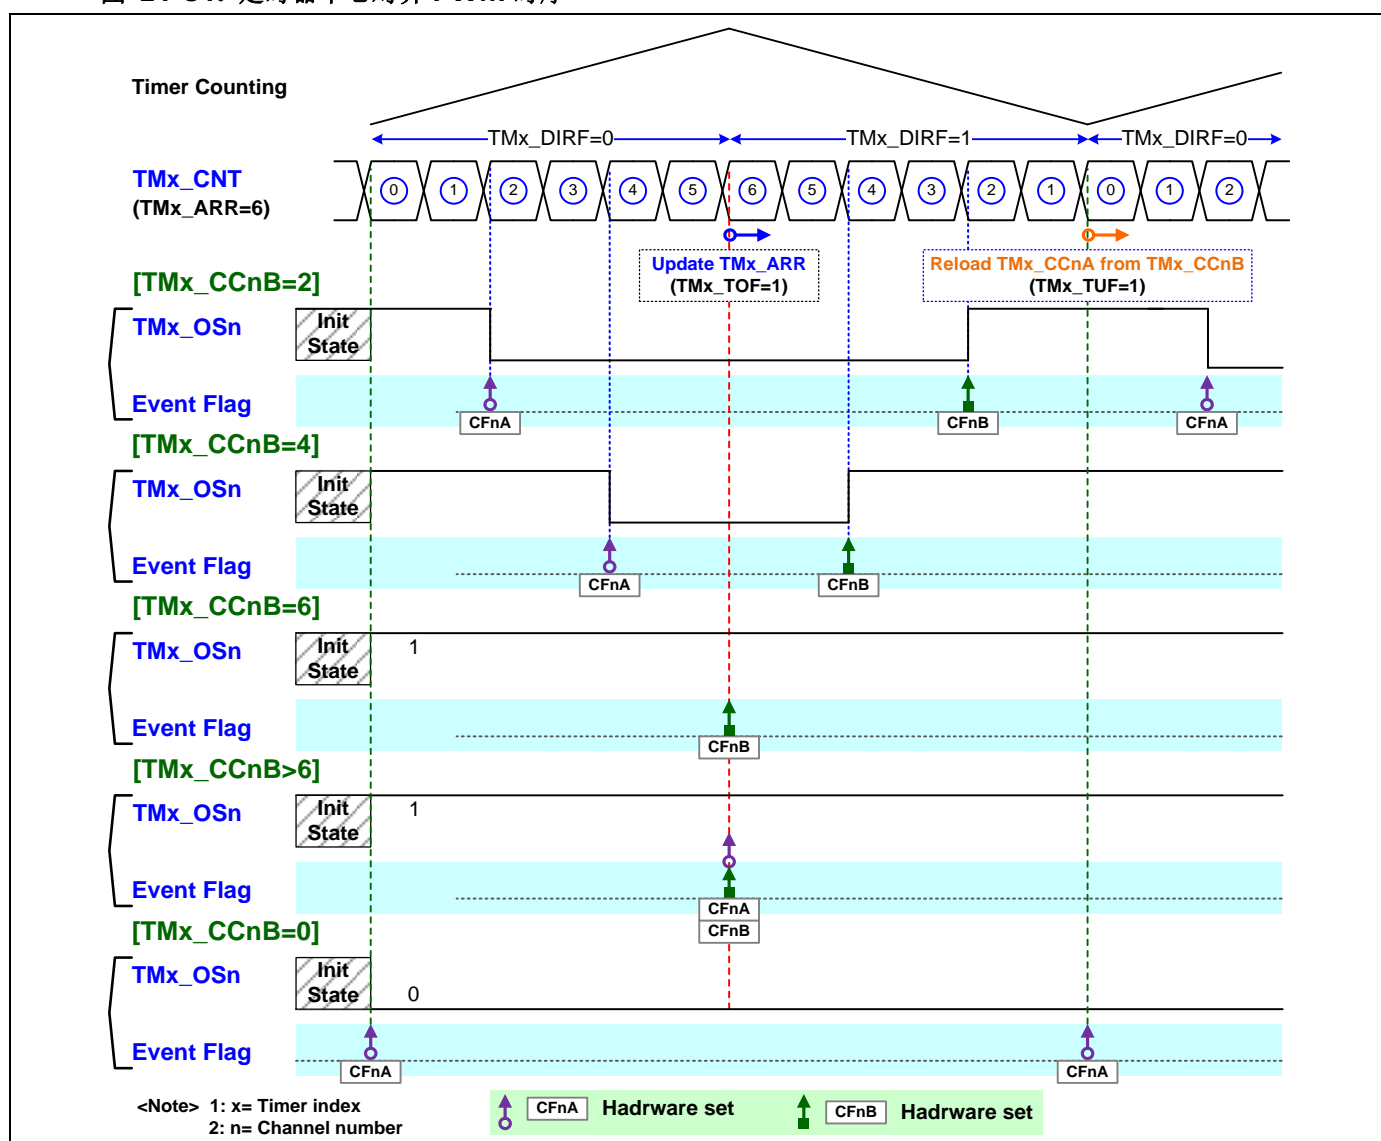 Timer Counting
TMx_DIRF=0 TMx_DIRF=1 TMx_DIRF=0
TMx_CNT
(TMx_ARR=6)
0 1 2 3 4 5 6 5 4 3 2 1 0 1 2
Update TMx_ARR
(TMx_TOF=1)
Reload TMx_CCnA from TMx_CCnB
(TMx_TUF=1)
[TMx_CCnB=2]
TMx_OSn
Init
State
Event Flag
CFnA CFnB CFnA
[TMx_CCnB=4]
TMx_OSn
Init
State
Event Flag
CFnA CFnB
[TMx_CCnB=6]
TMx_OSn
Init
State
1
Event Flag
CFnB
[TMx_CCnB>6]
TMx_OSn
Init
State
1
Event Flag
CFnA
CFnB
[TMx_CCnB=0]
TMx_OSn
Init
State
0
Event Flag
CFnA CFnA
<Note> 1: x= Timer index
2: n= Channel number
CFnA Hadrware set
CFnB Hadrware set